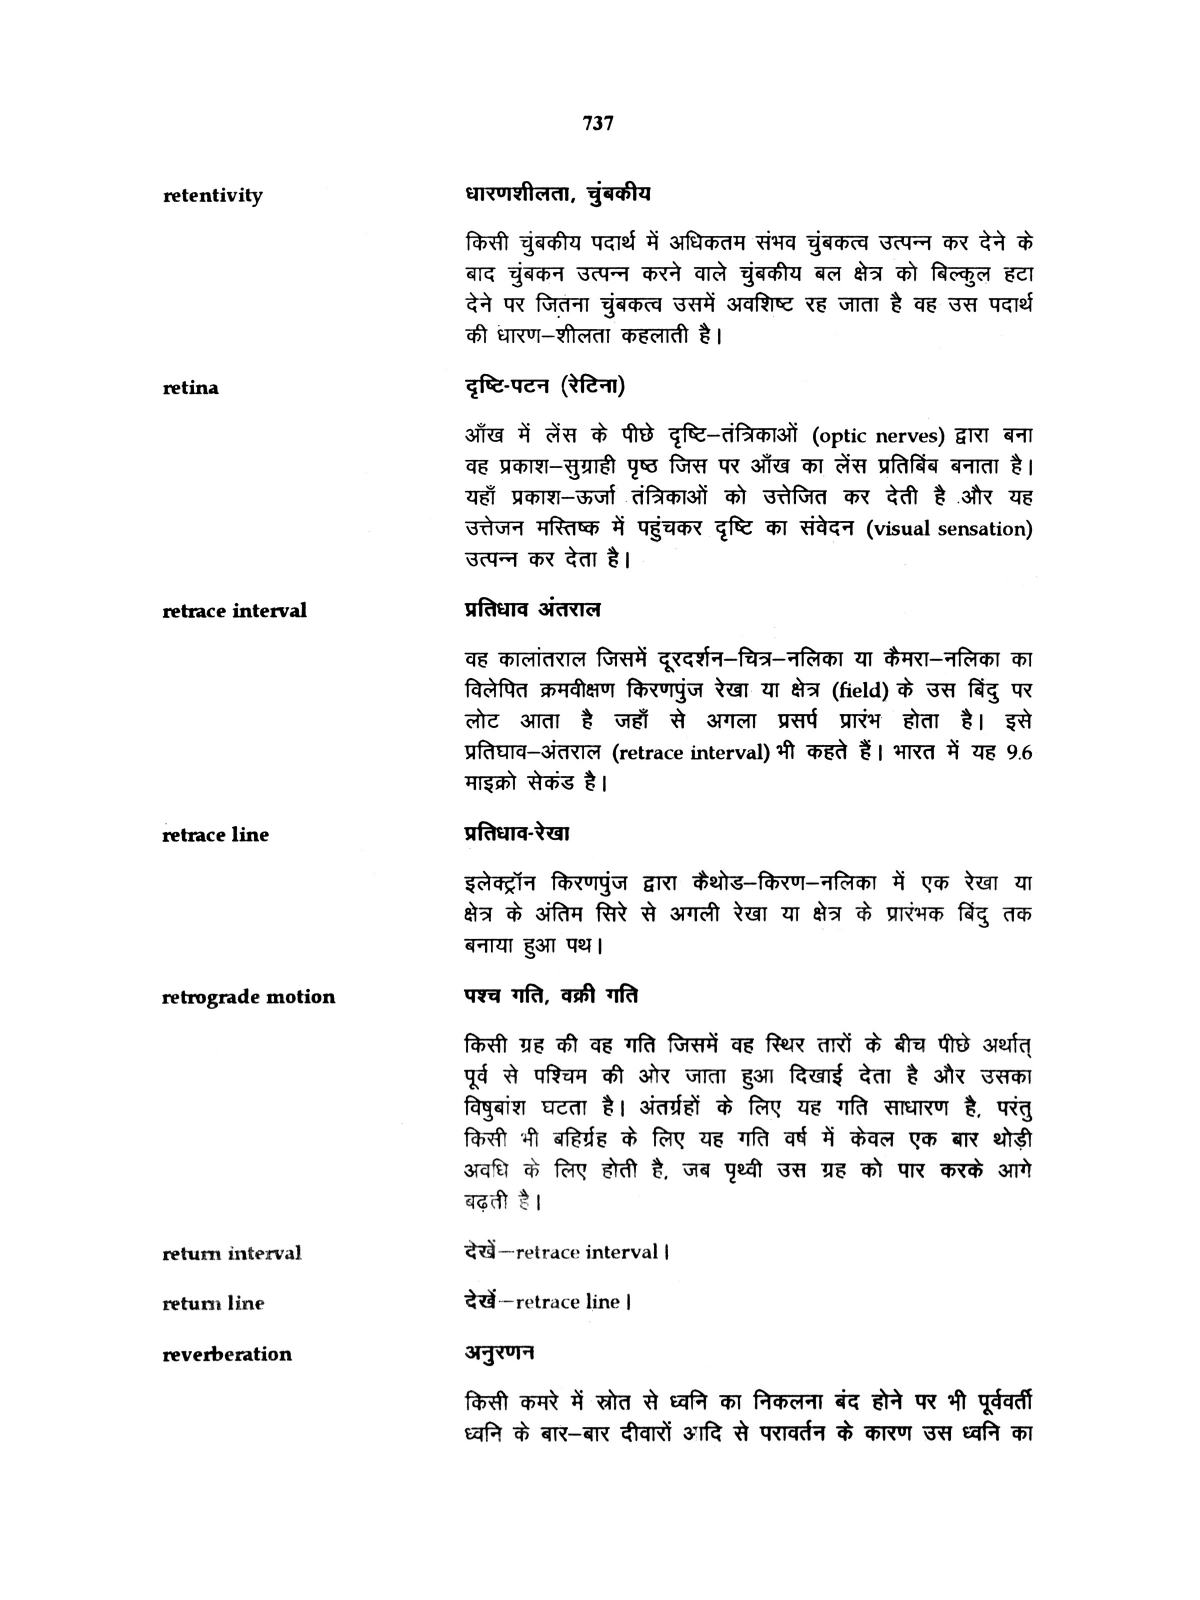 737
retentivity धारणशीलता, चुंबकीय
किसी चुंबकीय पदार्थ में अधिकतम संभव चुंबकत्व उत्पन्न कर देने के
बाद चुंबकन उत्पन्न करने वाले चुंबकीय बल क्षेत्र को बिल्कुल हटा
देने पर जितना चुंबकत्व उसमें अवशिष्ट रह जाता है वह उस पदार्थ
की धारण–शीलता कहलाती है।
retina दृष्टि-पटन (रेटिना)
आँख में लेंस के पीछे दृष्टि–तंत्रिकाओं (optic nerves) द्वारा बना
वह प्रकाश–सुग्राही पृष्ठ जिस पर आँख का लेंस प्रतिबिंब बनाता है।
यहाँ प्रकाश–ऊर्जा तंत्रिकाओं को उत्तेजित कर देती है और यह
उत्तेजन मस्तिष्क में पहुंचकर दृष्टि का संवेदन (visual sensation)
उत्पन्न कर देता है।
retrace interval प्रतिधाव अंतराल
वह कालांतराल जिसमें दूरदर्शन–चित्र–नलिका या कैमरा–नलिका का
विलेपित क्रमवीक्षण किरणपुंज रेखा या क्षेत्र (field) के उस बिंदु पर
लोट आता है जहाँ से अगला प्रसर्प प्रारंभ होता है। इसे
प्रतिघाव–अंतराल (retrace interval) भी कहते हैं। भारत में यह 9.6
माइक्रो सेकंड है।
retrace line प्रतिधाव-रेखा
इलेक्ट्रॉन किरणपुंज द्वारा कैथोड–किरण–नलिका में एक रेखा या
क्षेत्र के अंतिम सिरे से अगली रेखा या क्षेत्र के प्रारंभक बिंदु तक
बनाया हुआ पथ।
retrograde motion पश्च गति, वक्री गति
किसी ग्रह की वह गति जिसमें वह स्थिर तारों के बीच पीछे अर्थात्
पूर्व से पश्चिम की ओर जाता हुआ दिखाई देता है और उसका
विषुबांश घटता है। अंतर्ग्रहों के लिए यह गति साधारण है, परंतु
किसी भी बहिर्ग्रह के लिए यह गति वर्ष में केवल एक बार थोड़ी
अवधि के लिए होती है, जब पृथ्वी उस ग्रह को पार करके आगे
बढ़ती है।
return interval देखें–retrace interval।
return line देखें–retrace line।
reverberation अनुरणन
किसी कमरे में स्रोत से ध्वनि का निकलना बंद होने पर भी पूर्ववर्ती
ध्वनि के बार–बार दीवारों आदि से परावर्तन के कारण उस ध्वनि का